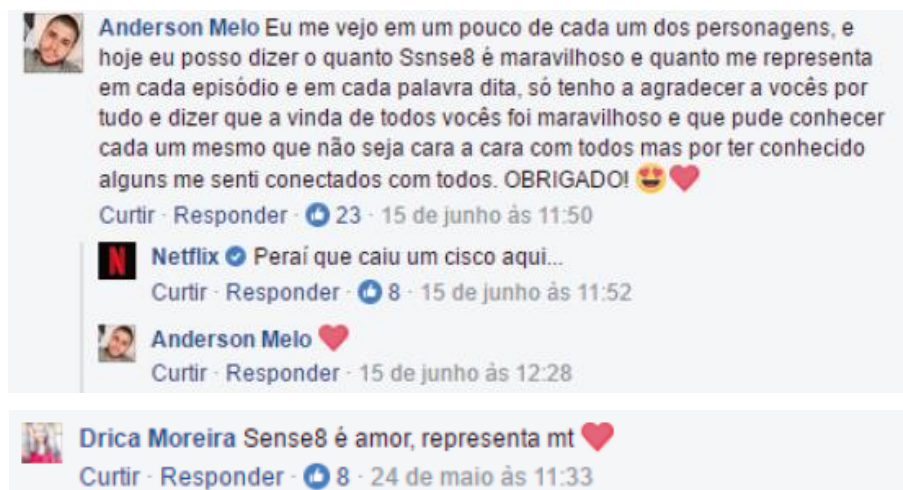 Anderson Melo Eu me vejo em um pouco de cada um dos personagens, e
hoje eu posso dizer o quanto Ssnse8 é maravilhoso e quanto me representa
em cada episódio e em cada palavra dita, só tenho a agradecer a vocês por
tudo e dizer que a vinda de todos vocês foi maravilhoso e que pude conhecer
cada um mesmo que não seja cara a cara com todos mas por ter conhecido
alguns me senti conectados com todos. OBRIGADO! 😍❤
Curtir · Responder · 23 · 15 de junho às 11:50
N
Netflix Peraí que caiu um cisco aqui...
Curtir · Responder · 8 · 15 de junho às 11:52
Anderson Melo ❤
Curtir · Responder · 15 de junho às 12:28
Drica Moreira Sense8 é amor, representa mt ❤
Curtir · Responder · 8 · 24 de maio às 11:33